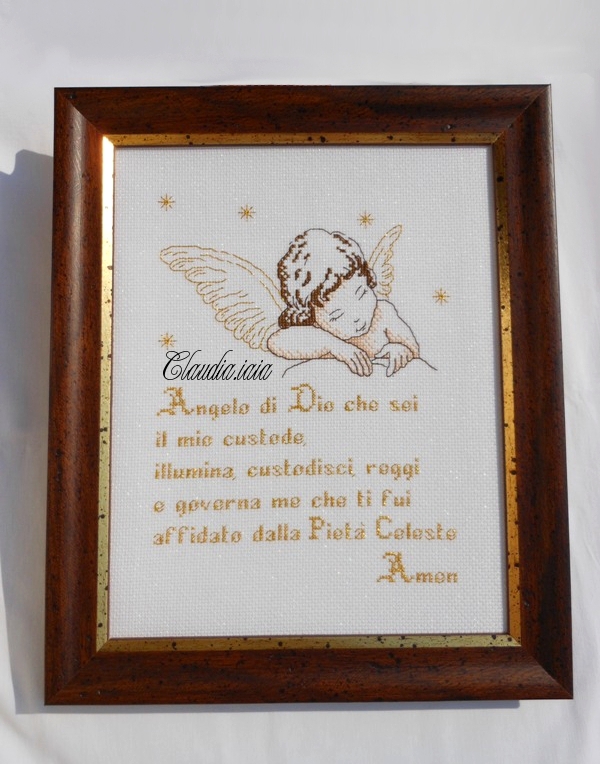 Claudia.icia
Angelo di Dio che sei
il mio custode,
illumina, custodisci, reggi
e governa me che ti fui
affidato dalla Pietà Celeste
Amen